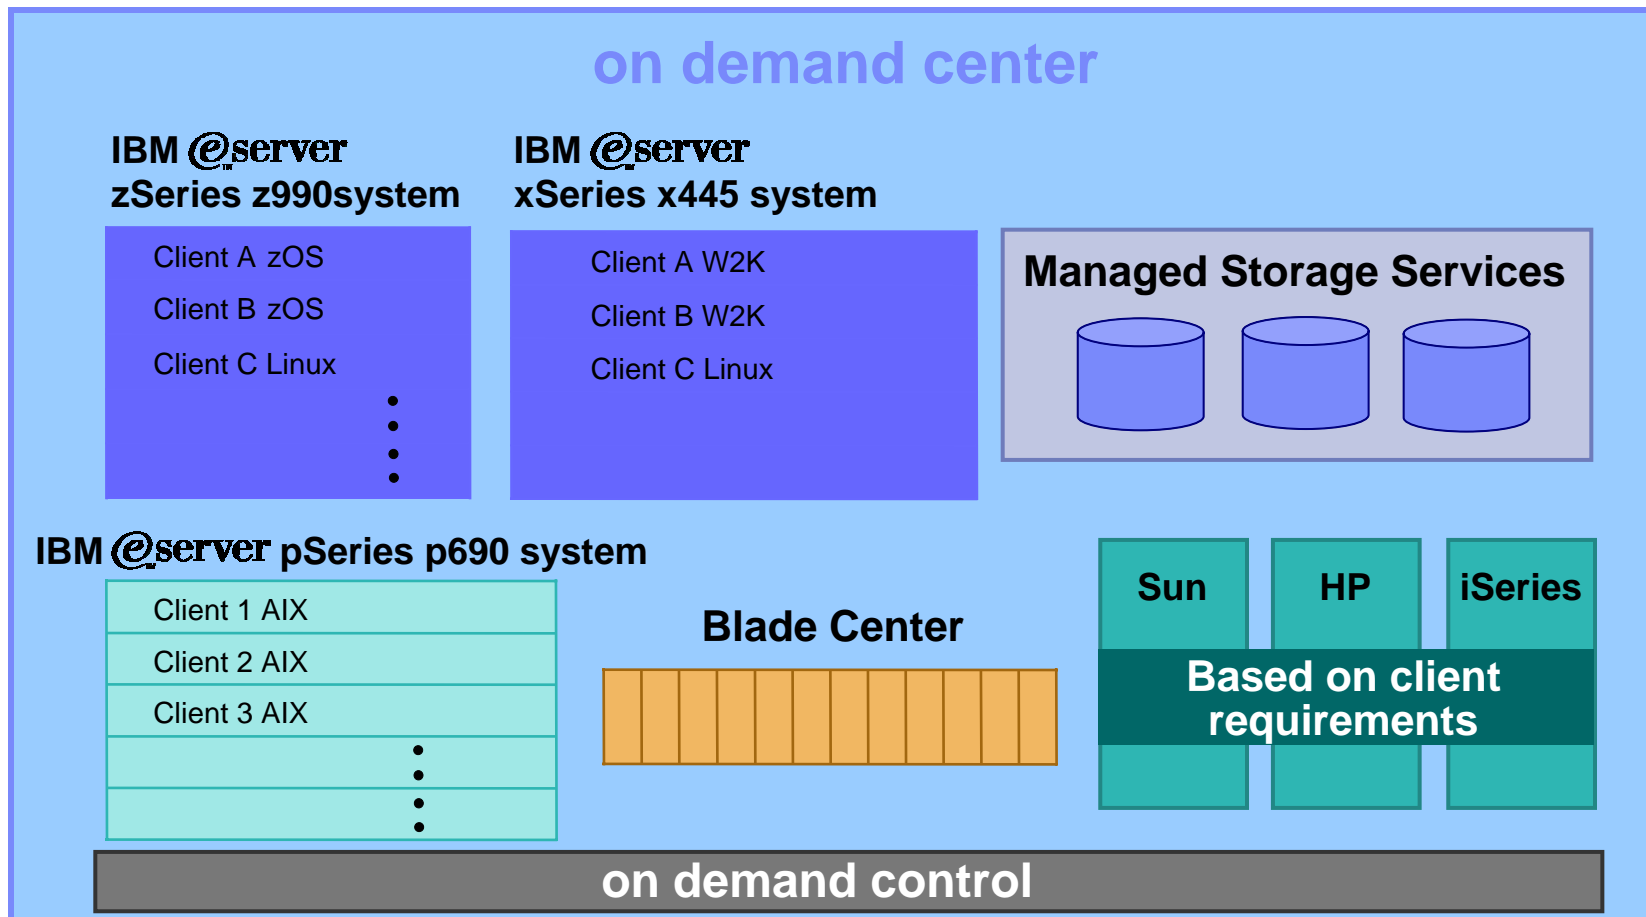 on demand center
IBM @server
zSeries z990system
IBM @server
xSeries x445 system
Client A zOS
Client B zOS
Client C Linux
Client A W2K
Client B W2K
Client C Linux
Managed Storage Services
IBM @server pSeries p690 system
Client 1 AIX
Client 2 AIX
Client 3 AIX
Blade Center
Sun
HP
iSeries
Based on client
requirements
on demand control